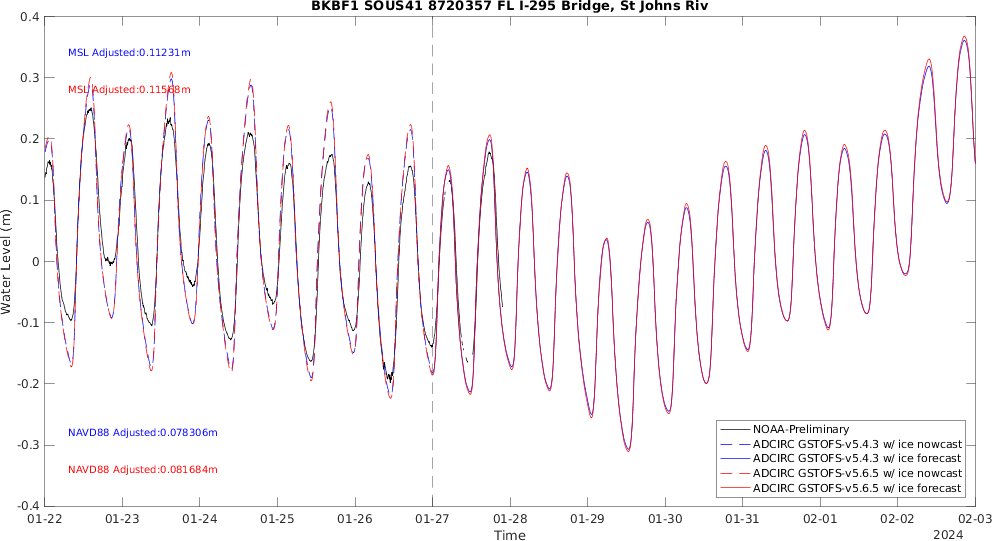 BKBF1 SOUS41 8720357 FL I-295 Bridge, St Johns Riv
0.4
0.3
0.2
0.1
0
-0.1
-0.2
-0.3
-0.4
Water Level (m)
MSL Adjusted:0.11231m
MSL Adjusted:0.11568m
NAVD88 Adjusted:0.078306m
NAVD88 Adjusted:0.081684m
NOAA-Preliminary
ADCIRC GSTOFS-v5.4.3 w/ ice nowcast
ADCIRC GSTOFS-v5.4.3 w/ ice forecast
ADCIRC GSTOFS-v5.6.5 w/ ice nowcast
ADCIRC GSTOFS-v5.6.5 w/ ice forecast
01-22 01-23 01-24 01-25 01-26 01-27 01-28 01-29 01-30 01-31 02-01 02-02 02-03
Time
2024